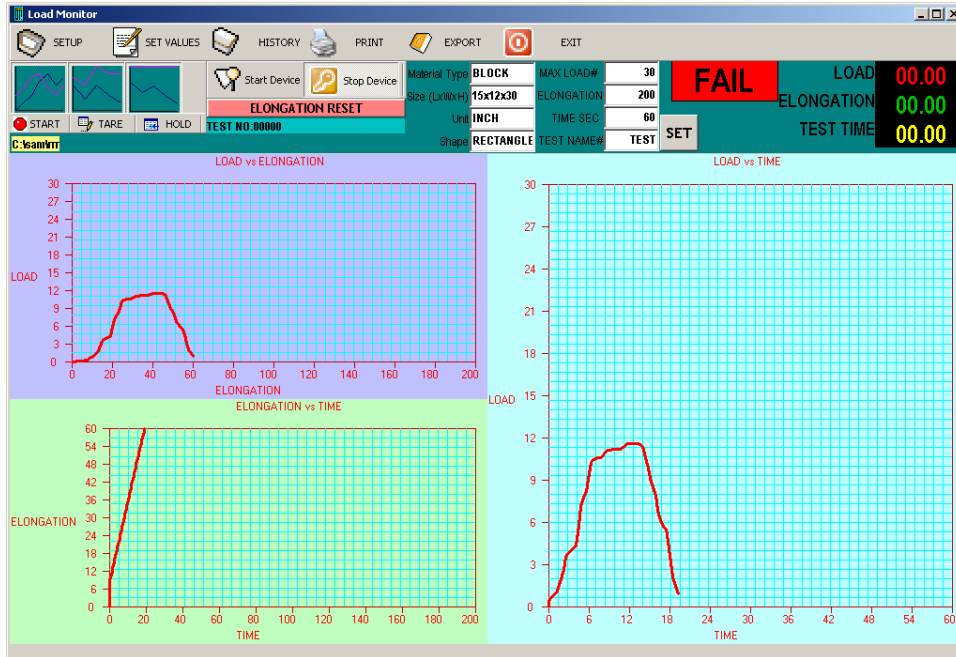 Load Monitor
SETUP SET VALUES HISTORY PRINT EXPORT EXIT
Start Device Stop Device
ELONGATION RESET
START TARE HOLD
TEST NO:00000
C:\sam\rrr
Material Type BLOCK
Size (LxWxH) 15x12x30
Unit INCH
Shape RECTANGLE
MAX LOAD# 30
ELONGATION 200
TIME SEC 60
TEST NAME# TEST
SET
FAIL
LOAD 00.00
ELONGATION 00.00
TEST TIME 00.00
LOAD vs ELONGATION
30
27
24
21
18
LOAD 15
12
9
6
3
0
0 20 40 60 80 100 120 140 160 180 200
ELONGATION
ELONGATION vs TIME
60
54
48
42
36
ELONGATION 30
24
18
12
6
0
0 20 40 60 80 100 120 140 160 180 200
TIME
LOAD vs TIME
30
27
24
21
18
LOAD 15
12
9
6
3
0
0 6 12 18 24 30 36 42 48 54 60
TIME